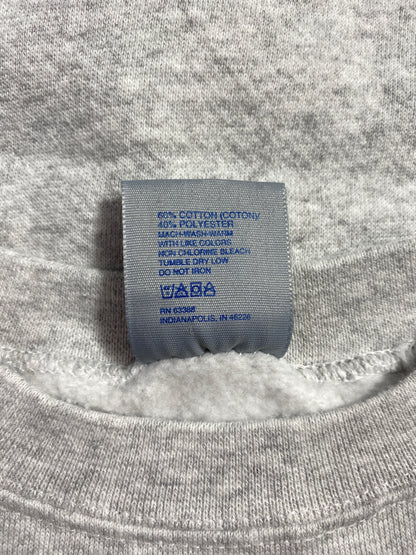 60% COTTON (COTON)/
40% POLYESTER
MACH-WASH-WARM
WITH LIKE COLORS
NON CHLORINE BLEACH
TUMBLE DRY LOW
DO NOT IRON
RN 63388
INDIANAPOLIS, IN 46226